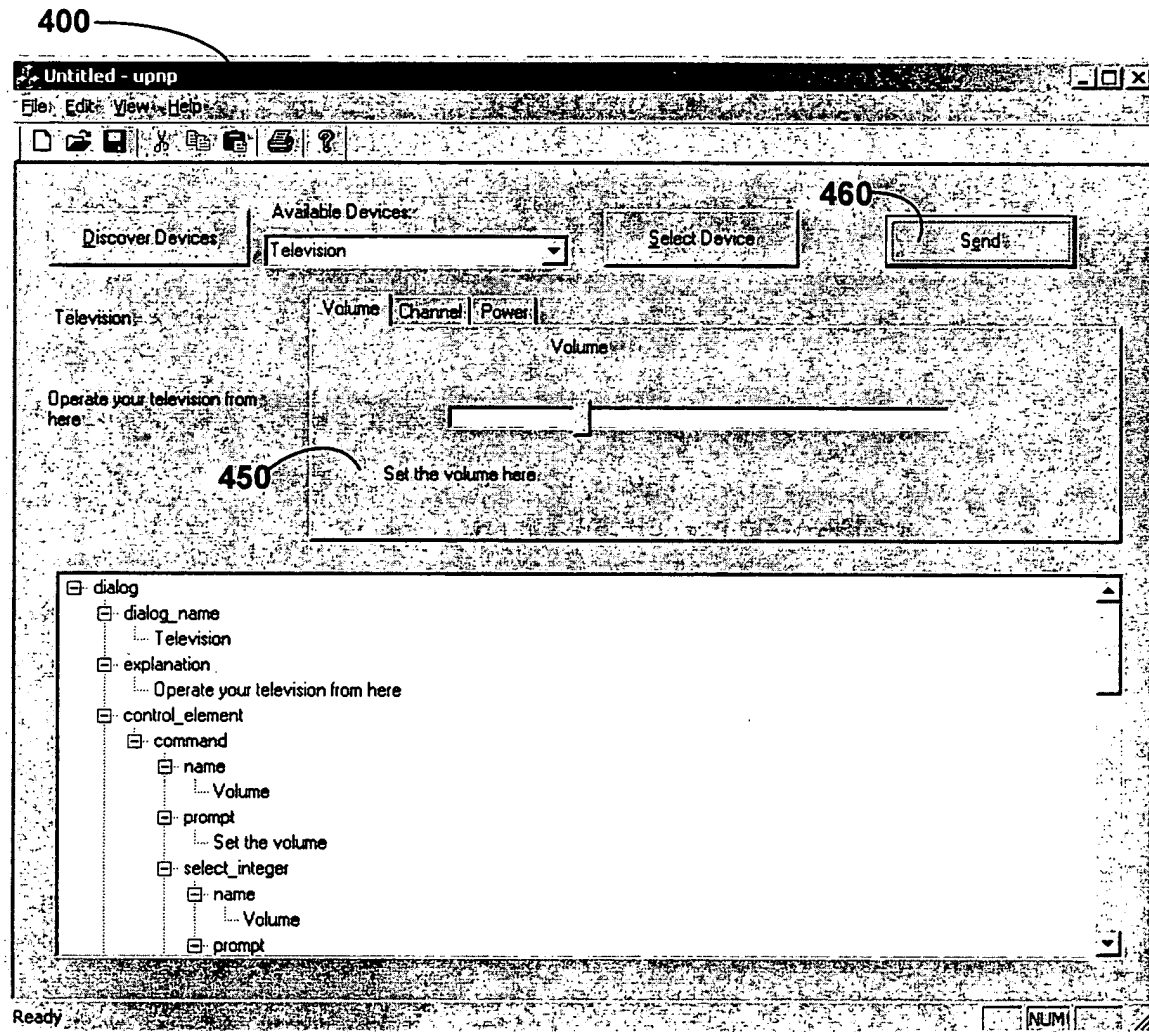 400
Untitled - upnp
File Edit View Help
Available Devices:
460
Discover Devices
Television
Select Device
Send
Television
Volume Channel Power
Volume
Operate your television from
here
450
Set the volume here
dialog
dialog_name
Television
explanation
Operate your television from here
control_element
command
name
Volume
prompt
Set the volume
select_integer
name
Volume
prompt
Ready
NUM